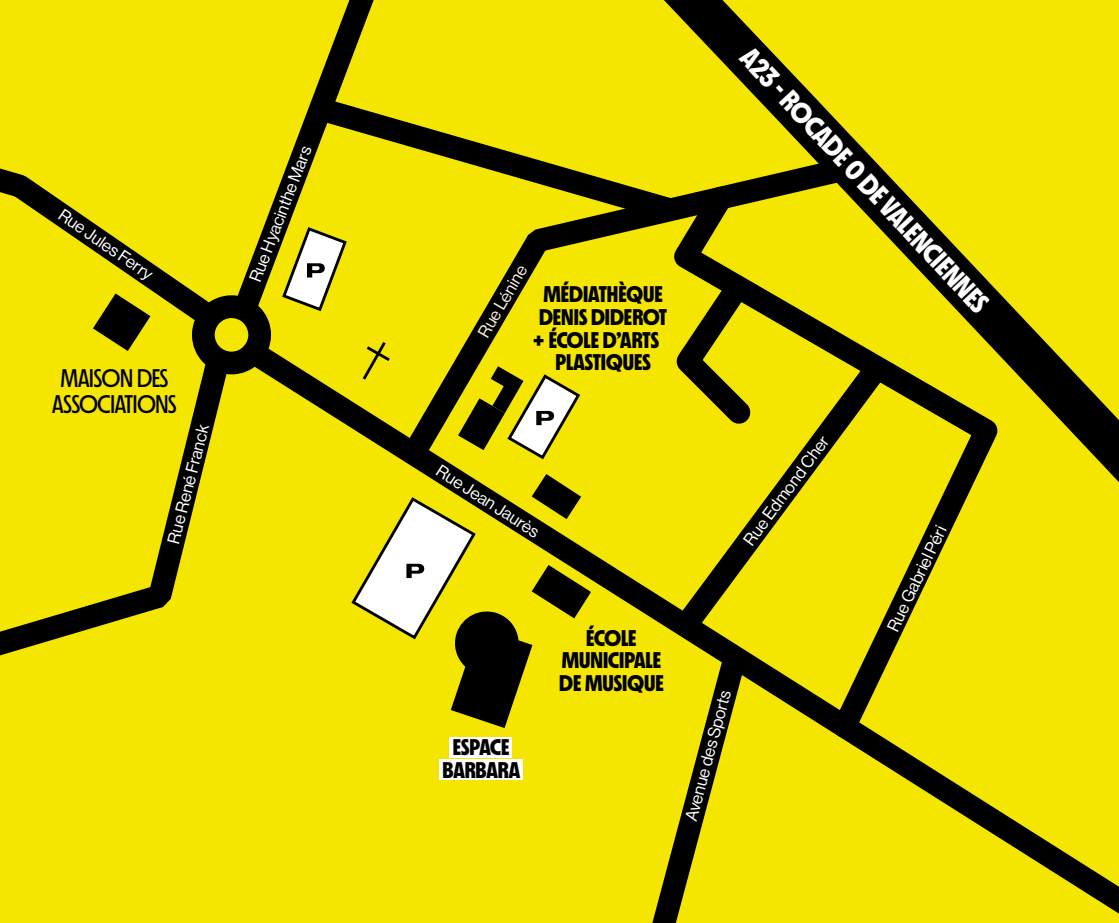 A23 - ROCADE O DE VALENCIENNES
Rue Hyacinthe Mars
Rue Jules Ferry
P
Rue Lénine
MÉDIATHÈQUE
DENIS DIDEROT
+ ÉCOLE D'ARTS
PLASTIQUES
MAISON DES
ASSOCIATIONS
P
Rue René Franck
Rue Jean Jaurès
Rue Edmond Cher
P
Rue Gabriel Péri
ÉCOLE
MUNICIPALE
DE MUSIQUE
Avenue des Sports
ESPACE
BARBARA